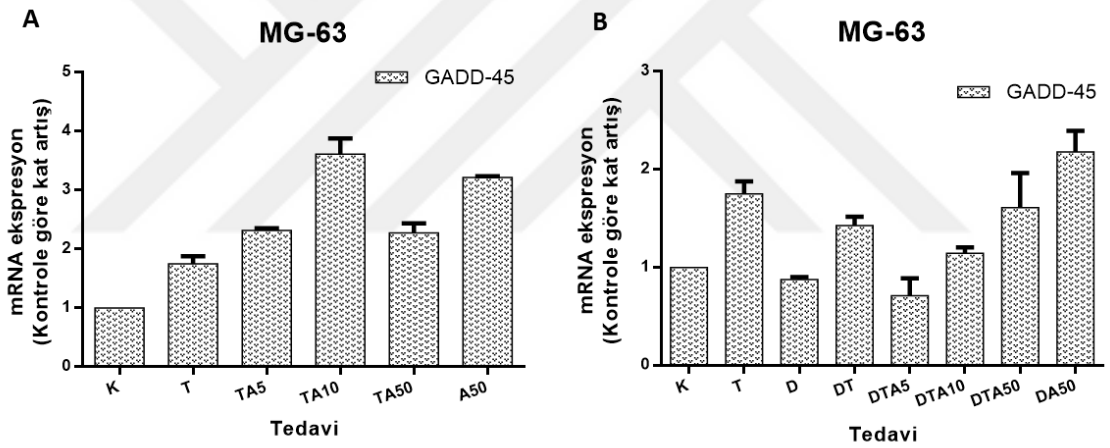 A
MG-63
GADD-45
mRNA ekspresyon
(Kontrole göre kat artış)
5
4
3
2
1
0
K
T
TA5
TA10
TA50
A50
Tedavi
B
MG-63
GADD-45
mRNA ekspresyon
(Kontrole göre kat artış)
3
2
1
0
K
T
D
DT
DTA5
DTA10
DTA50
DA50
Tedavi